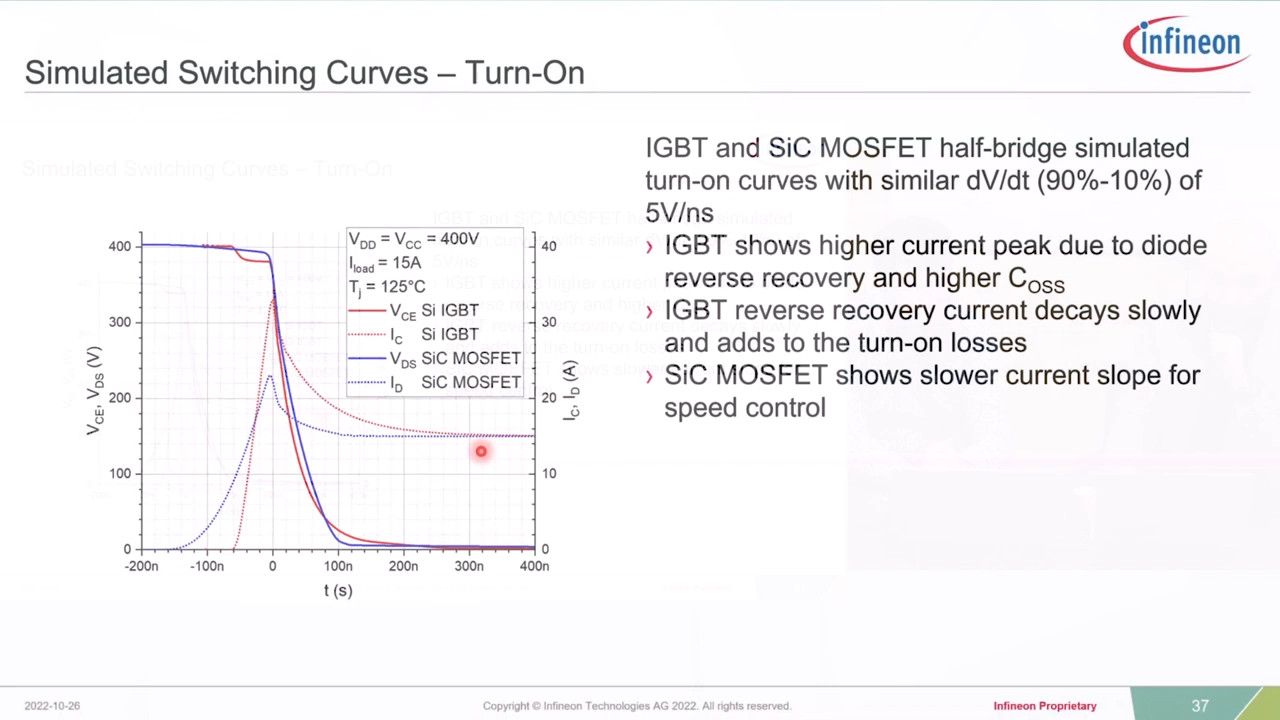 infineon
Simulated Switching Curves – Turn-On
Simulated Switching Curves – Turn-On
IGBT and SiC MOSFET half-bridge simulated
turn-on curves with similar dV/dt (90%-10%) of
5V/ns
› IGBT shows higher current peak due to diode
reverse recovery and higher COSS
› IGBT reverse recovery current decays slowly
and adds to the turn-on losses
› SiC MOSFET shows slower current slope for
speed control
VDD = VCC = 400V
Iload = 15A
Tj = 125°C
VCE Si IGBT
IC Si IGBT
VDS SiC MOSFET
ID SiC MOSFET
VCE, VDS (V)
400
300
200
100
0
40
30
20
10
0
IC, ID (A)
-200n -100n 0 100n 200n 300n 400n
t (s)
2022-10-26
Copyright © Infineon Technologies AG 2022. All rights reserved.
Infineon Proprietary
37